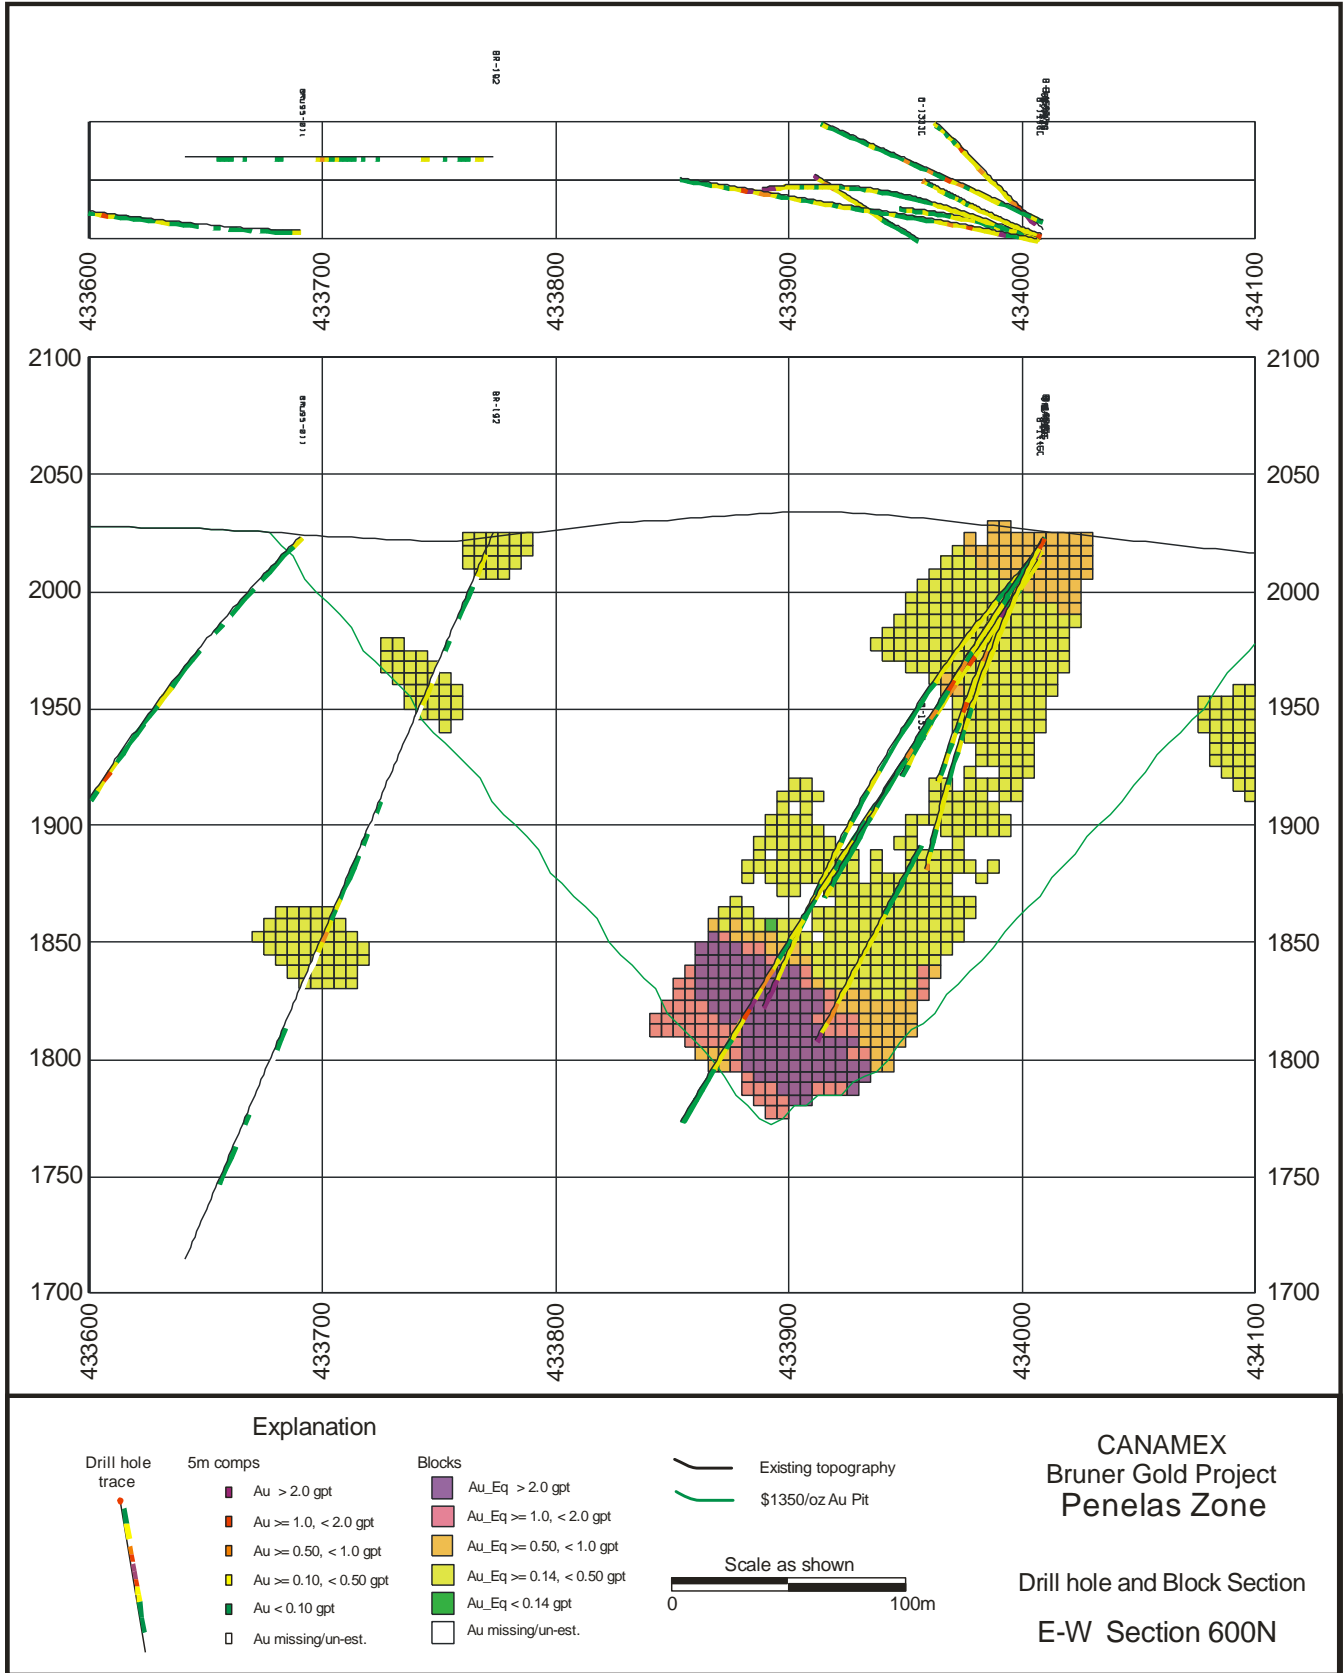 BR-192
433600
433700
433800
433900
434000
434100
2100 2100
BR-192
2050 2050
2000 2000
1950 1950
1900 1900
1850 1850
1800 1800
1750 1750
1700 1700
433600
433700
433800
433900
434000
434100
Explanation
Drill hole
trace
5m comps
Au > 2.0 gpt
Au >= 1.0, < 2.0 gpt
Au >= 0.50, < 1.0 gpt
Au >= 0.10, < 0.50 gpt
Au < 0.10 gpt
Au missing/un-est.
Blocks
Au_Eq > 2.0 gpt
Au_Eq >= 1.0, < 2.0 gpt
Au_Eq >= 0.50, < 1.0 gpt
Au_Eq >= 0.14, < 0.50 gpt
Au_Eq < 0.14 gpt
Au missing/un-est.
Existing topography
$1350/oz Au Pit
Scale as shown
0 100m
CANAMEX
Bruner Gold Project
Penelas Zone
Drill hole and Block Section
E-W Section 600N